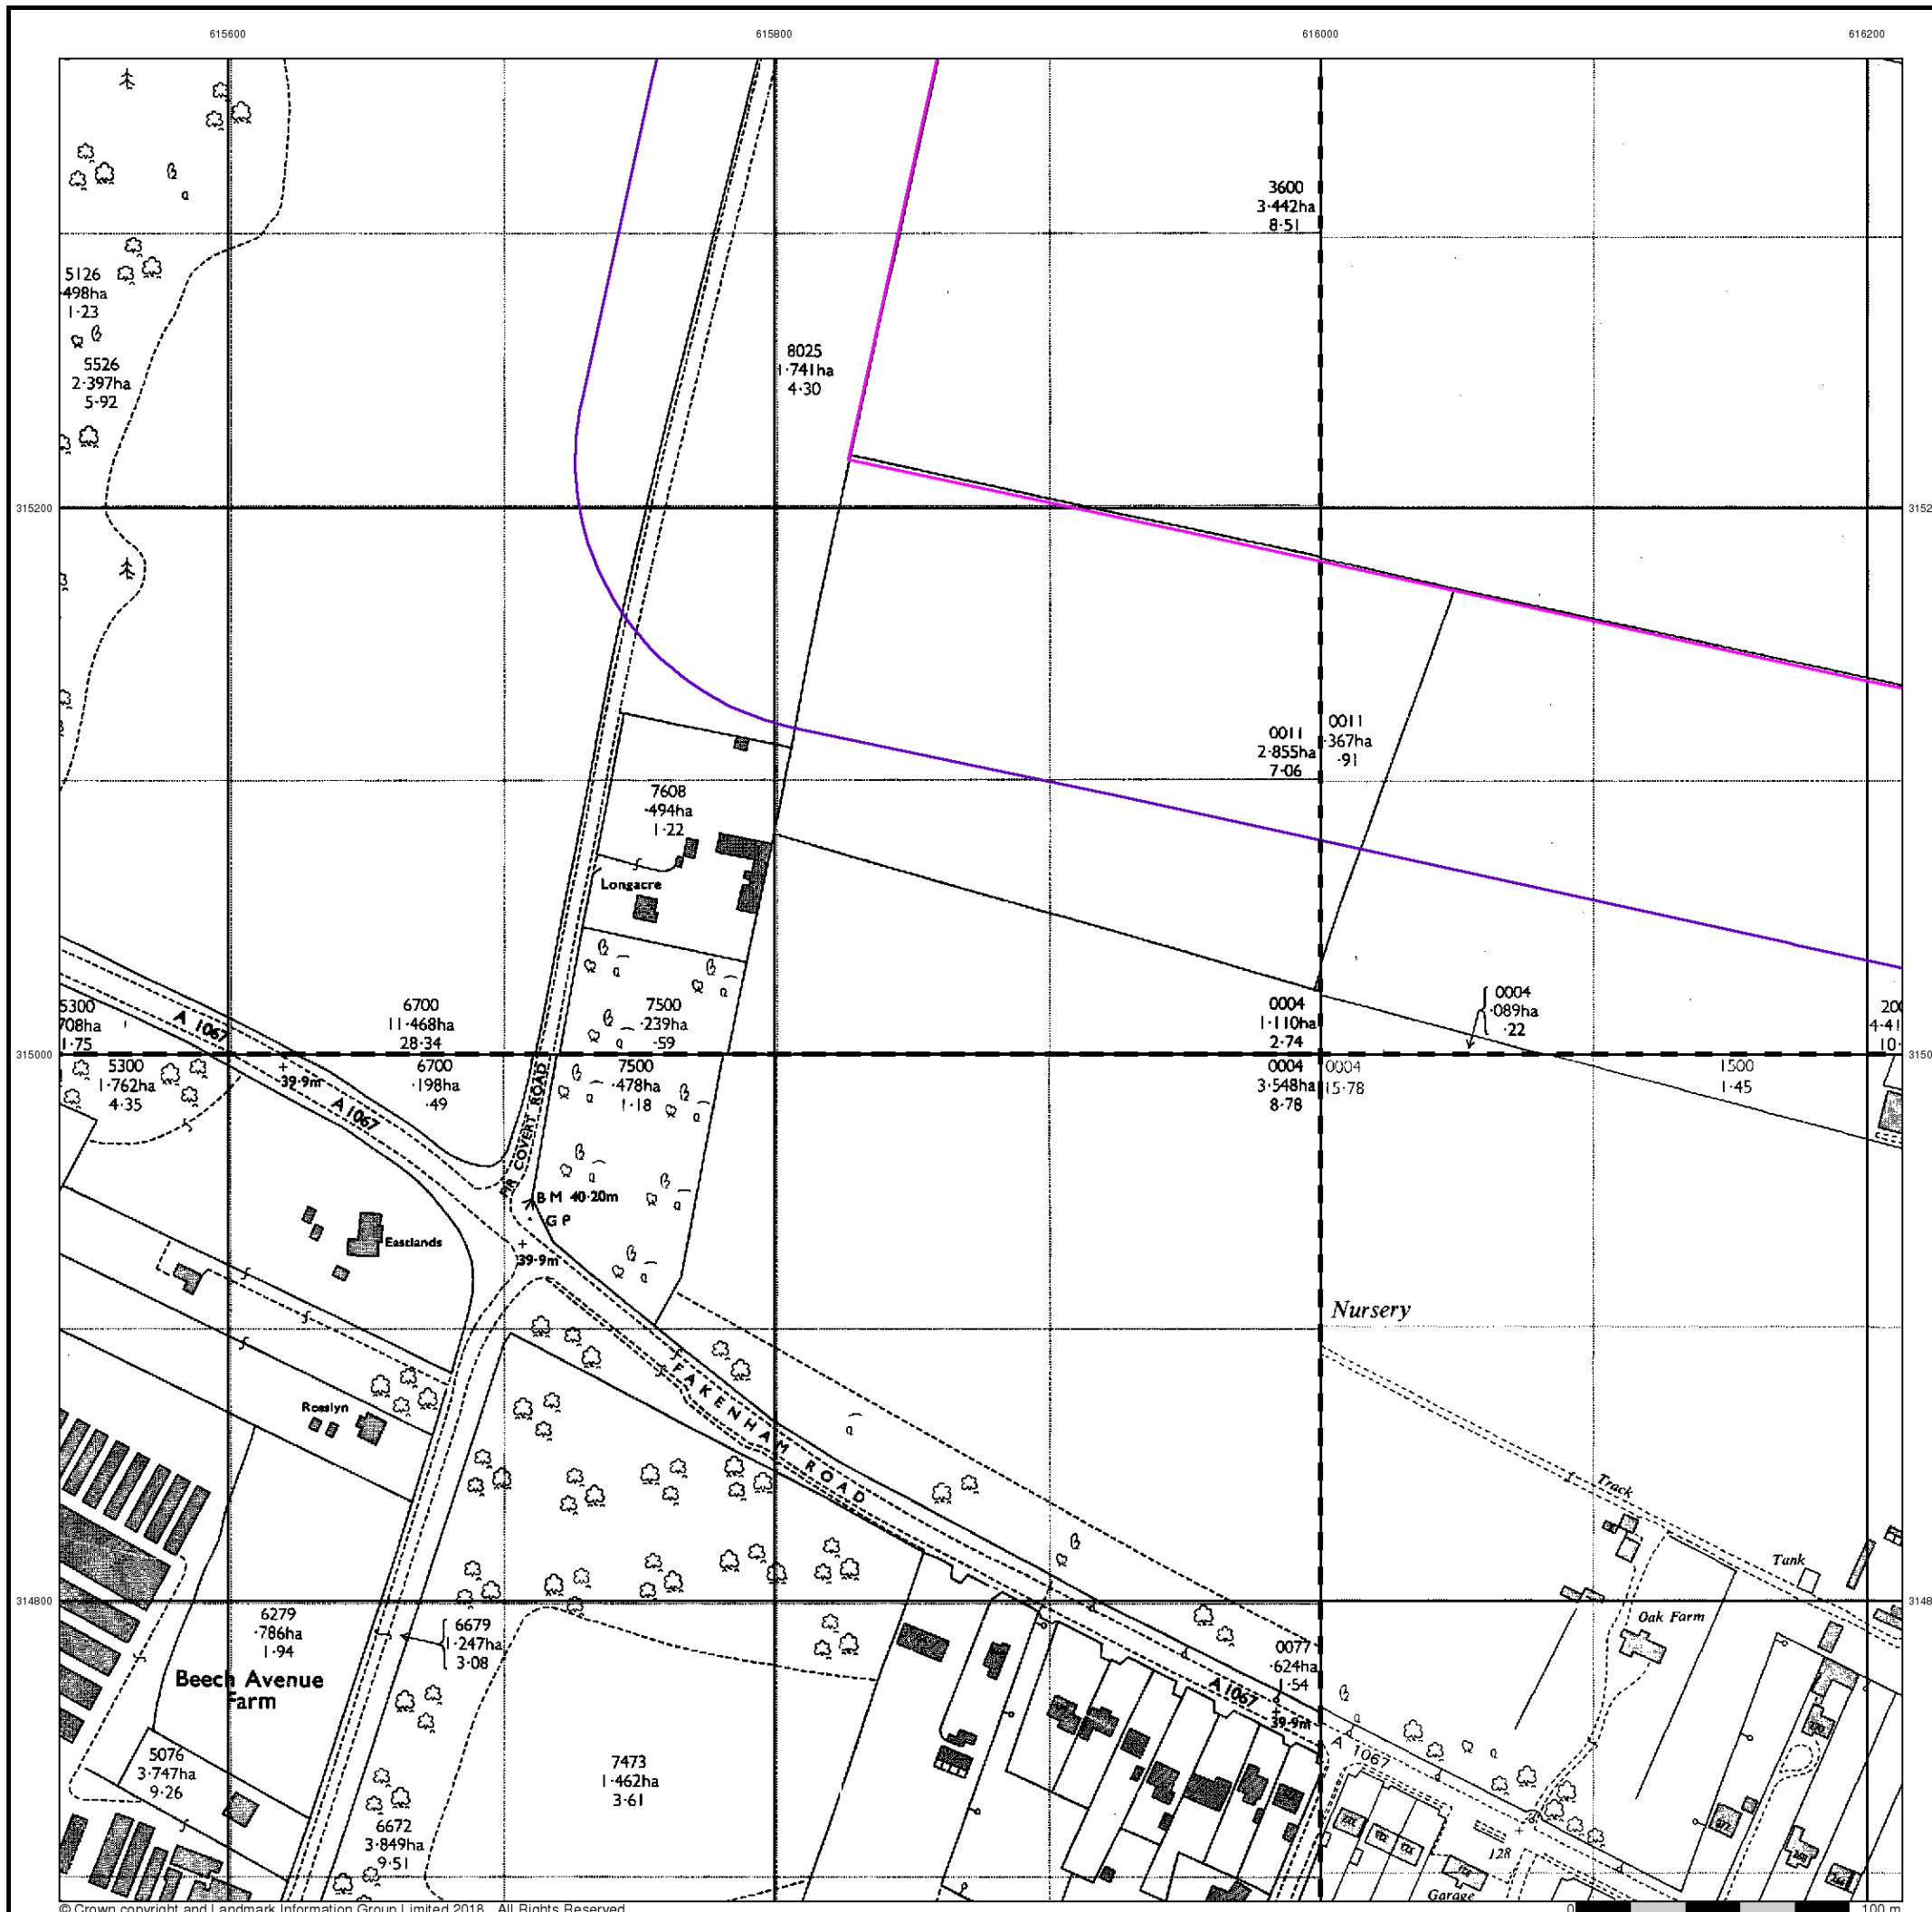 615600
615800
616000
616200
3600
3·442ha
8·51
5126
·498ha
1·23
5526
2·397ha
5·92
8025
1·741ha
4·30
315200
0011
2·855ha
7·06
0011
·367ha
·91
7608
·494ha
1·22
Longacre
5300
708ha
1·75
A 1067
6700
11·468ha
28·34
7500
·239ha
·59
0004
1·110ha
2·74
0004
·089ha
·22
315000
5300
1·762ha
4·35
39·9m
A 1067
6700
·198ha
·49
FIR COVERT ROAD
7500
·478ha
1·18
0004
3·548ha
8·78
0004
15·78
1500
1·45
BM 40·20m
GP
39·9m
Eastlands
Nursery
Rosslyn
FAKENHAM ROAD
Track
Tank
Oak Farm
314800
6279
·786ha
1·94
6679
1·247ha
3·08
Beech Avenue
Farm
0077
·624ha
1·54
A 1067
39·9m
A 1067
5076
3·747ha
9·26
7473
1·462ha
3·61
6672
3·849ha
9·51
128
Garage
© Crown copyright and Landmark Information Group Limited 2018. All Rights Reserved
0
100 m